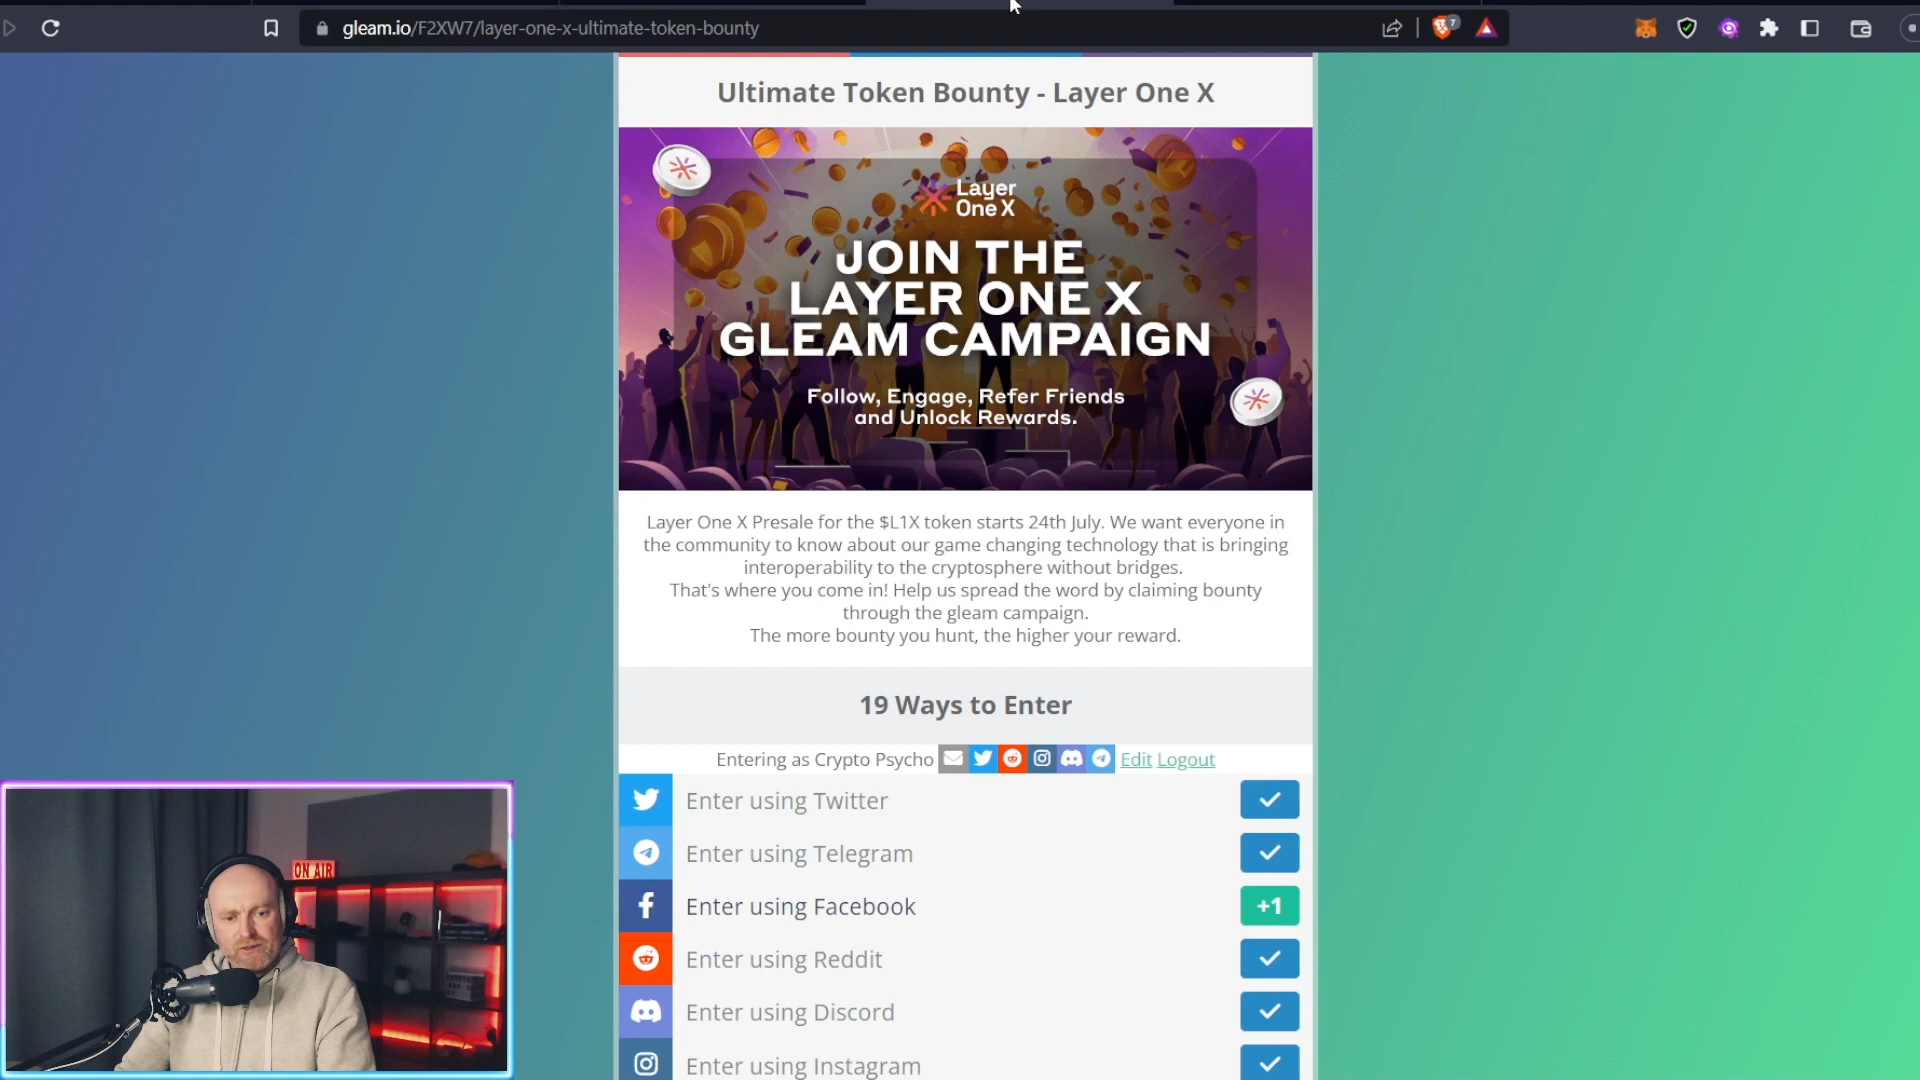 gleam.io/F2XW7/layer-one-x-ultimate-token-bounty
7
Ultimate Token Bounty - Layer One X
Layer
One X
JOIN THE
LAYER ONE X
GLEAM CAMPAIGN
Follow, Engage, Refer Friends
and Unlock Rewards.
Layer One X Presale for the $L1X token starts 24th July. We want everyone in
the community to know about our game changing technology that is bringing
interoperability to the cryptosphere without bridges.
That's where you come in! Help us spread the word by claiming bounty
through the gleam campaign.
The more bounty you hunt, the higher your reward.
19 Ways to Enter
Entering as Crypto Psycho Edit Logout
Enter using Twitter
Enter using Telegram
Enter using Facebook +1
Enter using Reddit
Enter using Discord
Enter using Instagram
ON AIR